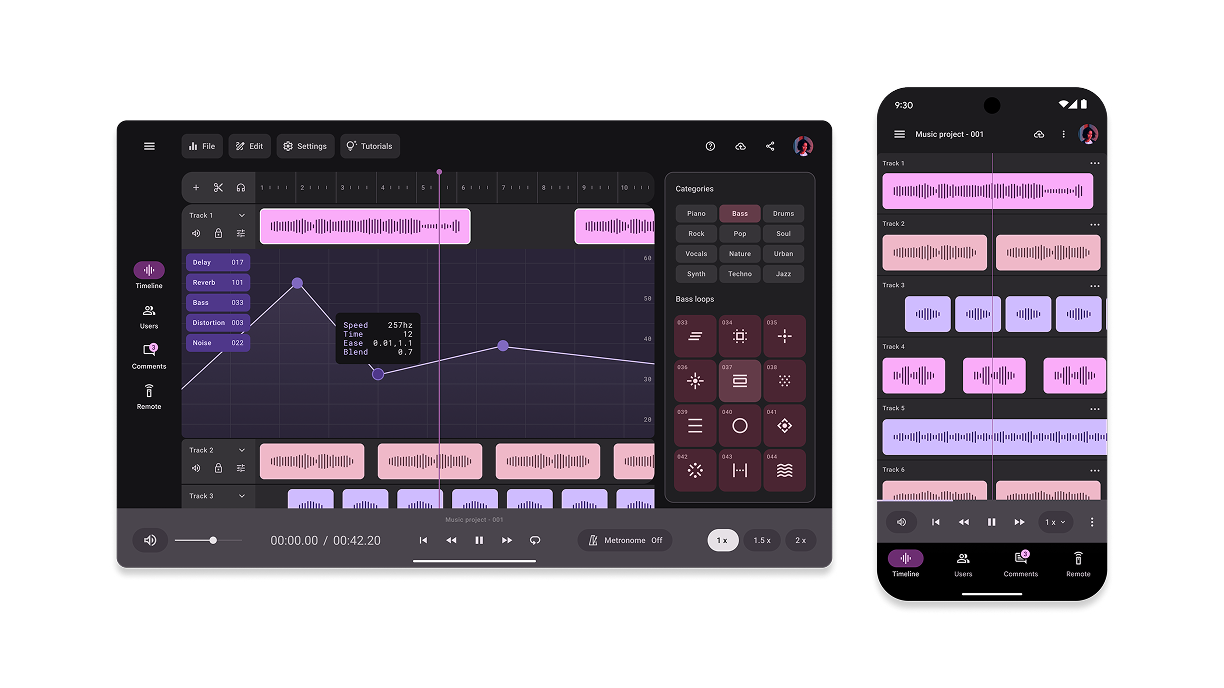 File Edit Settings Tutorials
1 2 3 4 5 6 7 8 9 10
Track 1
Delay 017
Reverb 101
Bass 033
Distortion 003
Noise 022
60
50
40
30
20
Speed 257hz
Time 12
Ease 0.01,1.1
Blend 0.7
Timeline
Users
3
Comments
Remote
Track 2
Track 3
Categories
Piano Bass Drums
Rock Pop Soul
Vocals Nature Urban
Synth Techno Jazz
Bass loops
033 034 035
036 037 038
039 040 041
042 043 044
Music project - 001
00:00.00 / 00:42.20
Metronome Off
1 x 1.5 x 2 x
9:30
Music project - 001
Track 1
Track 2
Track 3
Track 4
Track 5
Track 6
1 x
3
Timeline Users Comments Remote